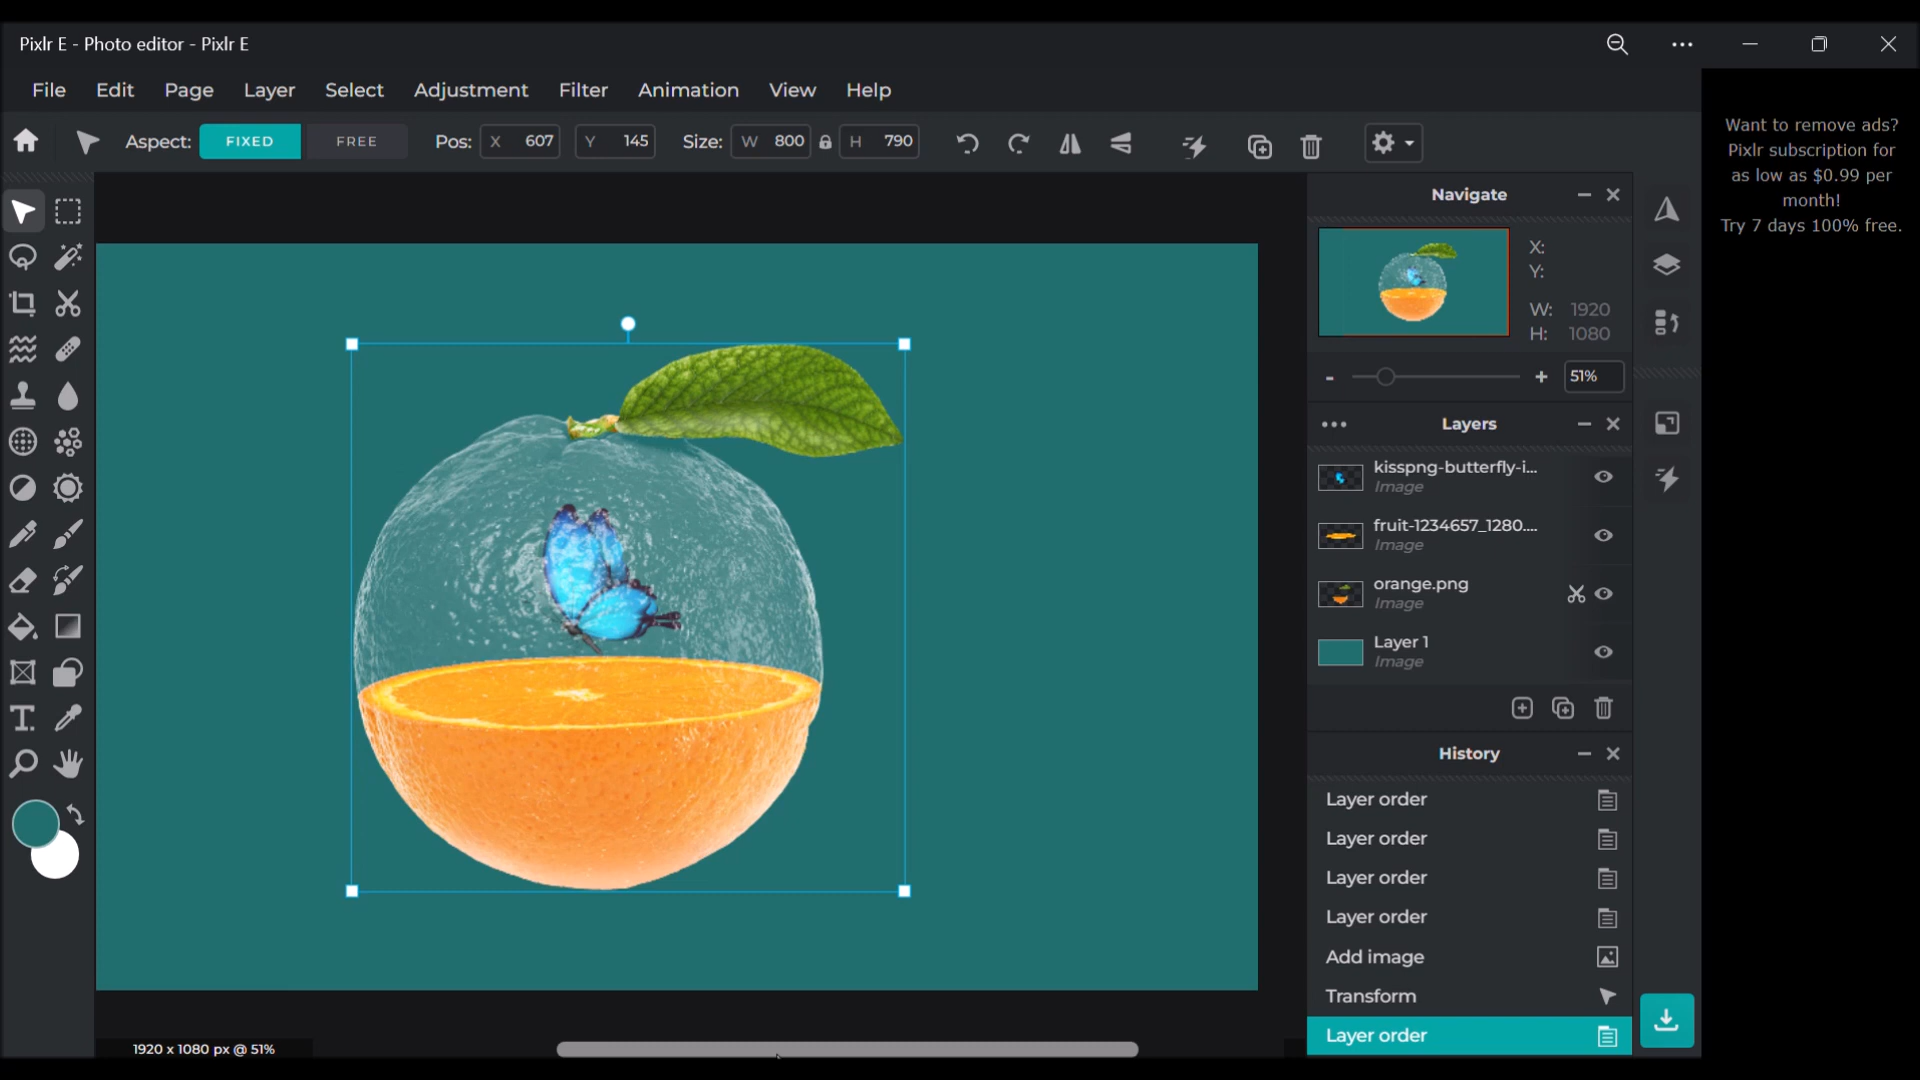 Pixlr E - Photo editor - Pixlr E
File Edit Page Layer Select Adjustment Filter Animation View Help
Aspect: FIXED FREE Pos: X 607 Y 145 Size: W 800 H 790
Want to remove ads?
Pixlr subscription for
as low as $0.99 per
month!
Try 7 days 100% free.
Navigate
X:
Y:
W: 1920
H: 1080
- + 51%
Layers
kisspng-butterfly-i...
Image
fruit-1234657_1280....
Image
orange.png
Image
Layer 1
Image
History
Layer order
Layer order
Layer order
Layer order
Add image
Transform
Layer order
1920 x 1080 px @ 51%